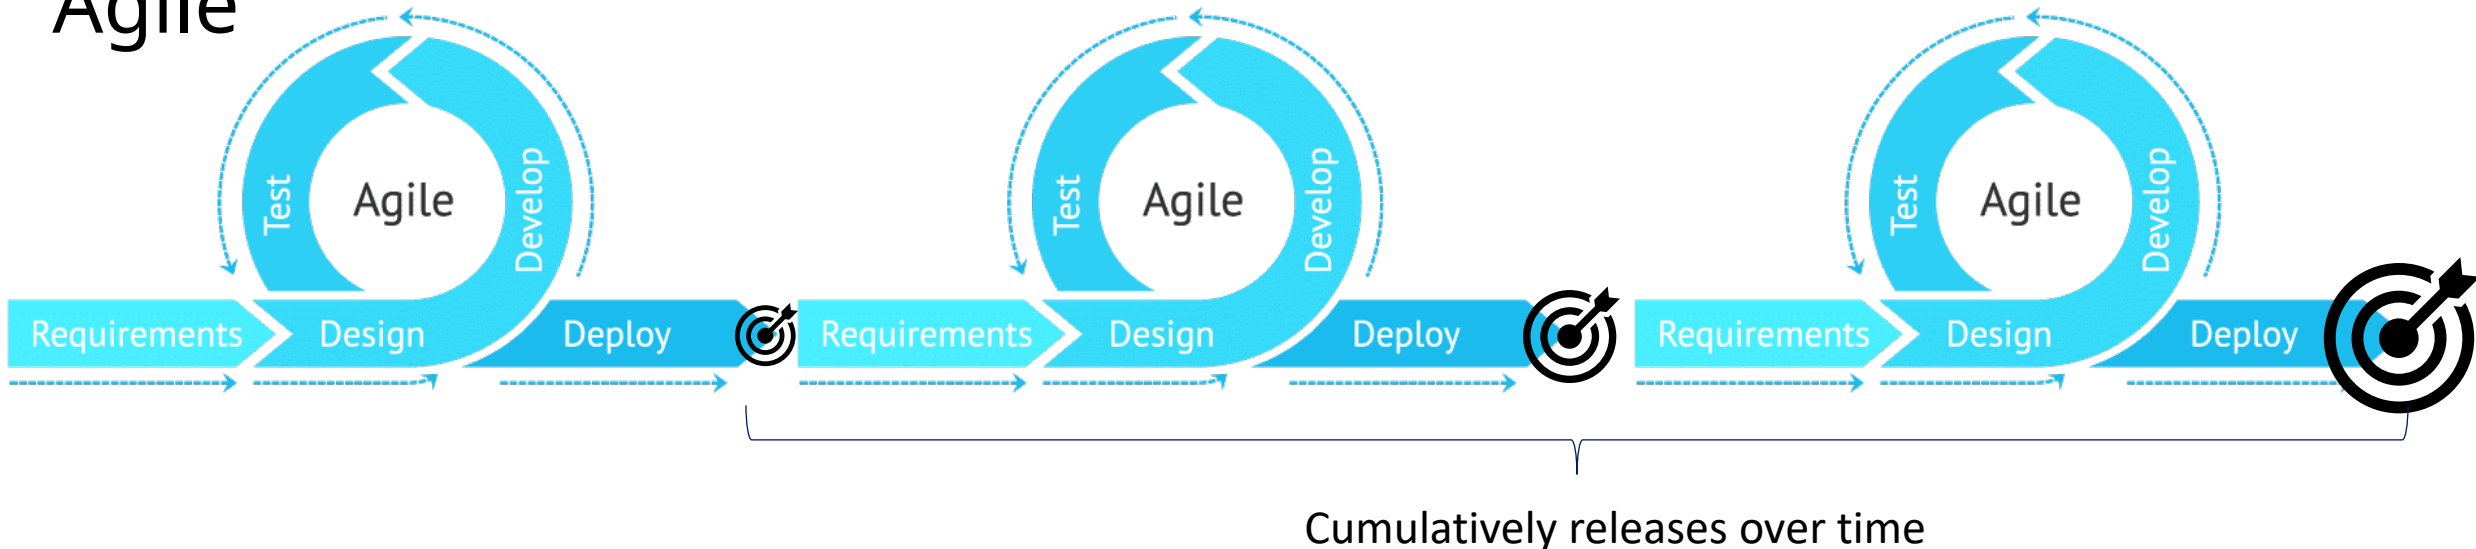 Agile
Test
Agile
Develop
Requirements
Design
Deploy
Test
Agile
Develop
Requirements
Design
Deploy
Test
Agile
Develop
Requirements
Design
Deploy
Cumulatively releases over time